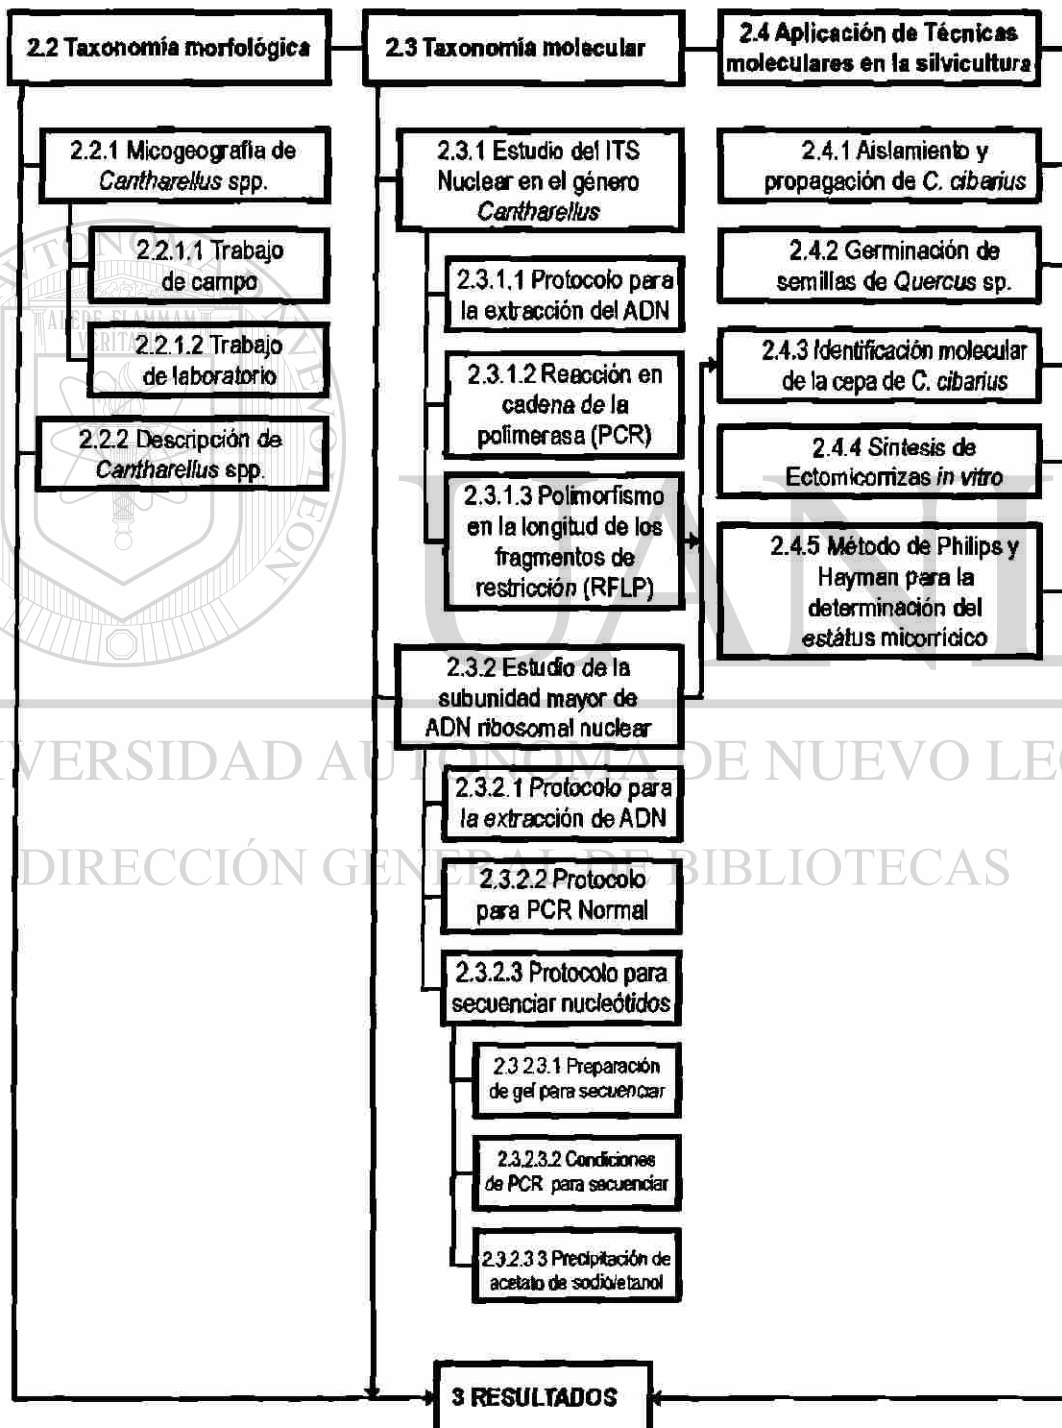 2.2 Taxonomía morfológica
2.2.1 Micogeografía de
Cantharellus spp.
2.2.1.1 Trabajo
de campo
2.2.1.2 Trabajo
de laboratorio
2.2.2 Descripción de
Cantharellus spp.
2.3 Taxonomía molecular
2.3.1 Estudio del ITS
Nuclear en el género
Cantharellus
2.3.1.1 Protocolo para
la extracción del ADN
2.3.1.2 Reacción en
cadena de la
polimerasa (PCR)
2.3.1.3 Polimorfismo
en la longitud de los
fragmentos de
restricción (RFLP)
2.3.2 Estudio de la
subunidad mayor de
ADN ribosomal nuclear
2.3.2.1 Protocolo para
la extracción de ADN
2.3.2.2 Protocolo
para PCR Normal
2.3.2.3 Protocolo para
secuenciar nucleótidos
2.3 2.3.1 Preparación
de gel para secuenciar
2.3.2.3.2 Condiciones
de PCR para secuenciar
2.3.2.3 3 Precipitación de
acetato de sodio/etanol
2.4 Aplicación de Técnicas
moleculares en la silvicultura
2.4.1 Aislamiento y
propagación de C. cibarius
2.4.2 Germinación de
semillas de Quercus sp.
2.4.3 Identificación molecular
de la cepa de C. cibarius
2.4.4 Síntesis de
Ectomicorrizas in vitro
2.4.5 Método de Philips y
Hayman para la
determinación del
estátus micorrícico
3 RESULTADOS
ALERE FLAMMAM
VERITATIS
UANL
DIRECCIÓN GENERAL DE BIBLIOTECAS